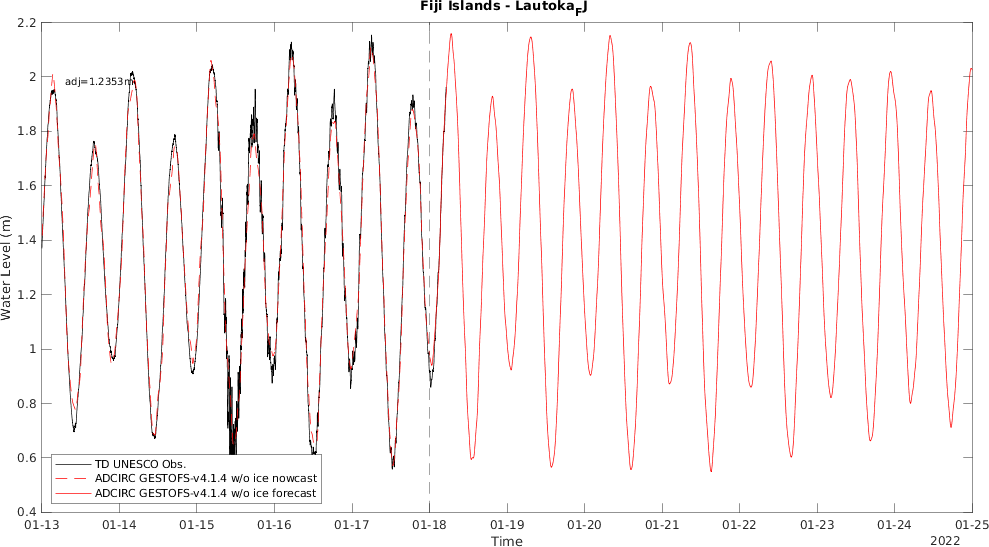 Fiji Islands - Lautoka_FJ
2.2
2
1.8
1.6
1.4
1.2
1
0.8
0.6
0.4
Water Level (m)
adj=1.2353m
TD UNESCO Obs.
ADCIRC GESTOFS-v4.1.4 w/o ice nowcast
ADCIRC GESTOFS-v4.1.4 w/o ice forecast
01-13 01-14 01-15 01-16 01-17 01-18 01-19 01-20 01-21 01-22 01-23 01-24 01-25
Time
2022